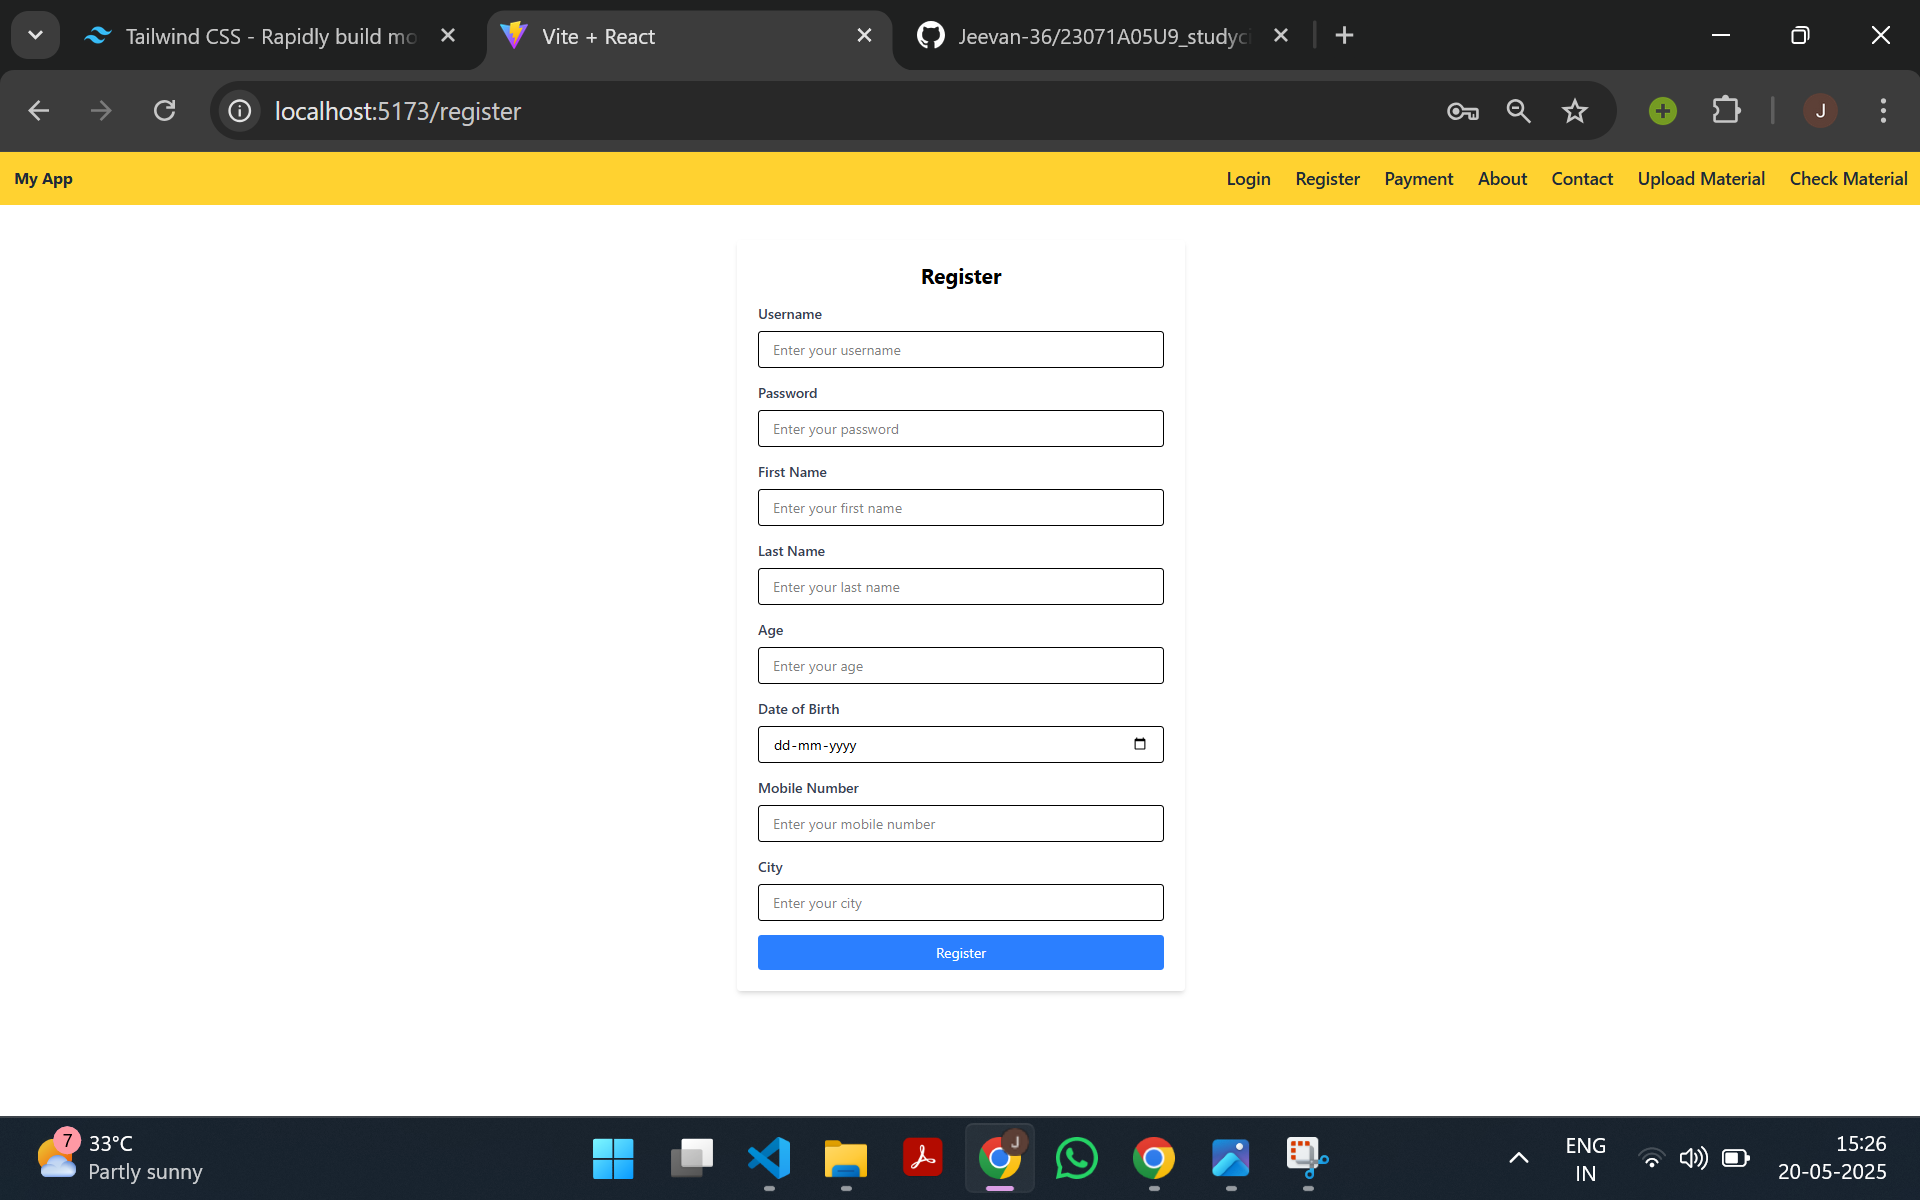 Tailwind CSS - Rapidly build mo
Vite + React
Jeevan-36/23071A05U9_studyci
localhost:5173/register
J
My App
Login Register Payment About Contact Upload Material Check Material
Register
Username
Enter your username
Password
Enter your password
First Name
Enter your first name
Last Name
Enter your last name
Age
Enter your age
Date of Birth
dd-mm-yyyy
Mobile Number
Enter your mobile number
City
Enter your city
Register
7
33°C
Partly sunny
J
ENG
IN
15:26
20-05-2025